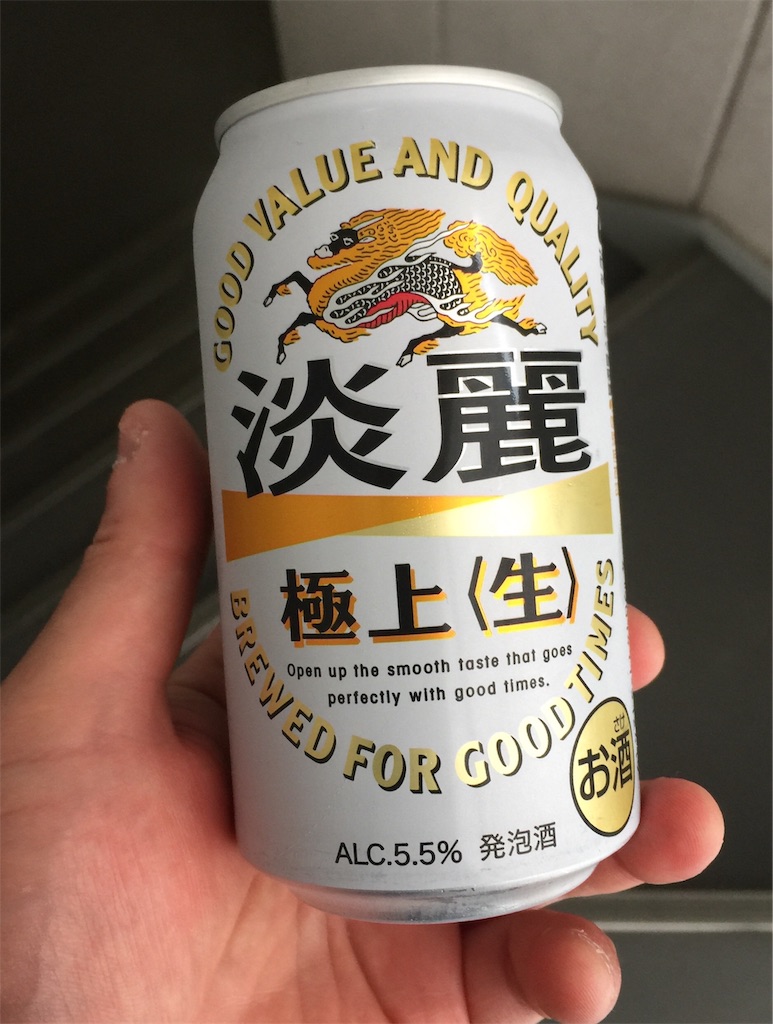 GOOD VALUE AND QUALITY
淡麗
極上〈生〉
Open up the smooth taste that goes
perfectly with good times.
BREWED FOR GOOD TIMES
さけ
お酒
ALC.5.5% 発泡酒